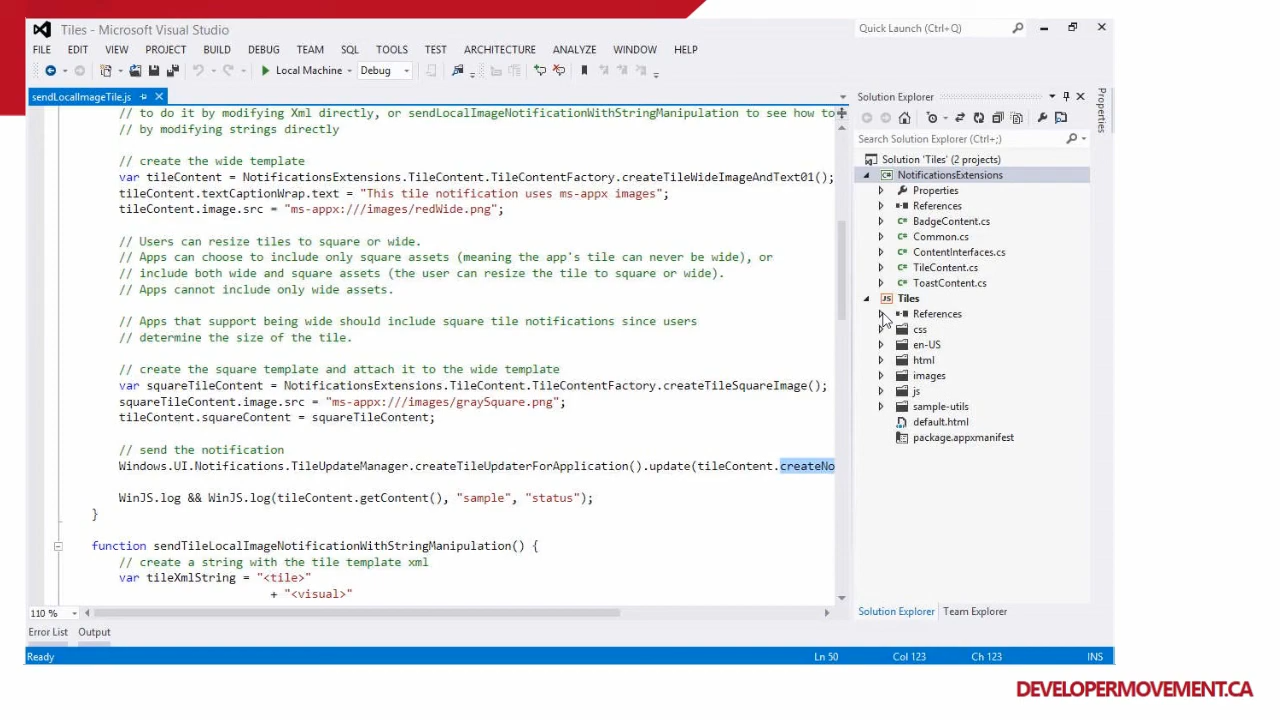 Tiles - Microsoft Visual Studio
Quick Launch (Ctrl+Q)
FILE EDIT VIEW PROJECT BUILD DEBUG TEAM SQL TOOLS TEST ARCHITECTURE ANALYZE WINDOW HELP
Local Machine Debug
sendLocalImageTile.js
// to do it by modifying Xml directly, or sendLocalImageNotificationWithStringManipulation to see how to
// by modifying strings directly
// create the wide template
var tileContent = NotificationsExtensions.TileContent.TileContentFactory.createTileWideImageAndText01();
tileContent.textCaptionWrap.text = "This tile notification uses ms-appx images";
tileContent.image.src = "ms-appx:///images/redWide.png";
// Users can resize tiles to square or wide.
// Apps can choose to include only square assets (meaning the app's tile can never be wide), or
// include both wide and square assets (the user can resize the tile to square or wide).
// Apps cannot include only wide assets.
// Apps that support being wide should include square tile notifications since users
// determine the size of the tile.
// create the square template and attach it to the wide template
var squareTileContent = NotificationsExtensions.TileContent.TileContentFactory.createTileSquareImage();
squareTileContent.image.src = "ms-appx:///images/graySquare.png";
tileContent.squareContent = squareTileContent;
// send the notification
Windows.UI.Notifications.TileUpdateManager.createTileUpdaterForApplication().update(tileContent.createNo
WinJS.log && WinJS.log(tileContent.getContent(), "sample", "status");
}
function sendTileLocalImageNotificationWithStringManipulation() {
// create a string with the tile template xml
var tileXmlString = "<tile>"
+ "<visual>"
110 %
Error List Output
Ready
Ln 50 Col 123 Ch 123 INS
Solution Explorer
Search Solution Explorer (Ctrl+;)
Solution 'Tiles' (2 projects)
NotificationsExtensions
Properties
References
BadgeContent.cs
Common.cs
ContentInterfaces.cs
TileContent.cs
ToastContent.cs
JS Tiles
References
css
en-US
html
images
js
sample-utils
default.html
package.appxmanifest
Solution Explorer Team Explorer
Properties
DEVELOPERMOVEMENT.CA